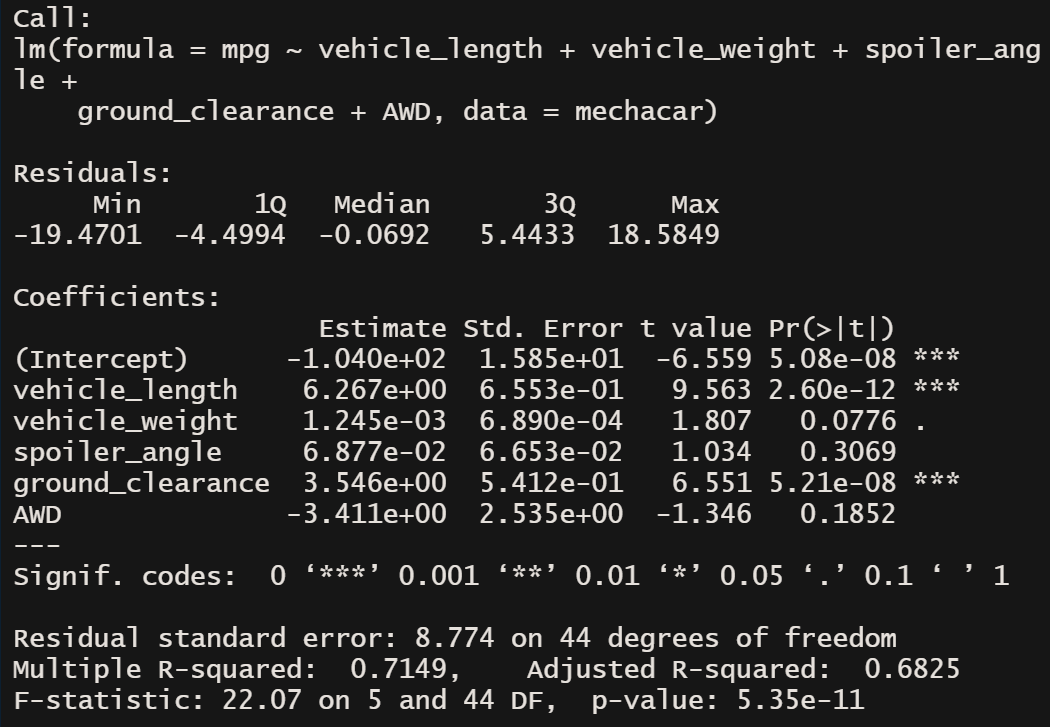 Call:
lm(formula = mpg ~ vehicle_length + vehicle_weight + spoiler_ang
le +
    ground_clearance + AWD, data = mechacar)

Residuals:
     Min       1Q   Median       3Q      Max
-19.4701  -4.4994  -0.0692   5.4433  18.5849

Coefficients:
                   Estimate Std. Error t value Pr(>|t|)
(Intercept)      -1.040e+02  1.585e+01  -6.559 5.08e-08 ***
vehicle_length    6.267e+00  6.553e-01   9.563 2.60e-12 ***
vehicle_weight    1.245e-03  6.890e-04   1.807   0.0776 .
spoiler_angle     6.877e-02  6.653e-02   1.034   0.3069
ground_clearance  3.546e+00  5.412e-01   6.551 5.21e-08 ***
AWD              -3.411e+00  2.535e+00  -1.346   0.1852
---
Signif. codes:  0 ‘***’ 0.001 ‘**’ 0.01 ‘*’ 0.05 ‘.’ 0.1 ‘ ’ 1

Residual standard error: 8.774 on 44 degrees of freedom
Multiple R-squared:  0.7149,    Adjusted R-squared:  0.6825
F-statistic: 22.07 on 5 and 44 DF,  p-value: 5.35e-11